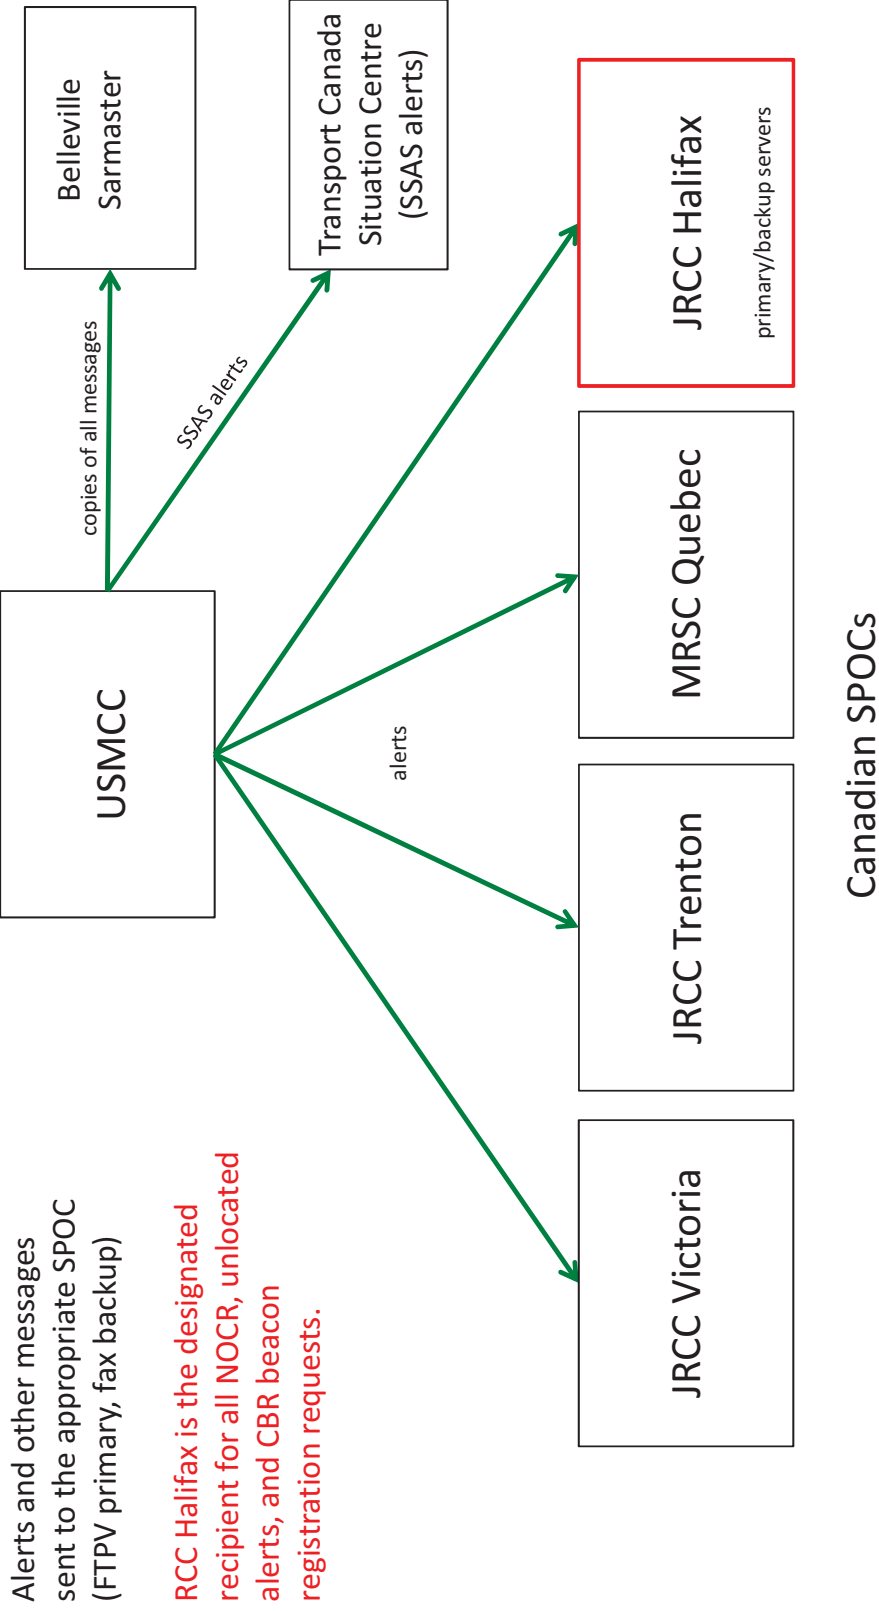 Alerts and other messages
sent to the appropriate SPOC
(FTPV primary, fax backup)
RCC Halifax is the designated
recipient for all NOCR, unlocated
alerts, and CBR beacon
registration requests.
USMCC
copies of all messages
Belleville
Sarmaster
SSAS alerts
Transport Canada
Situation Centre
(SSAS alerts)
alerts
JRCC Victoria
JRCC Trenton
MRSC Quebec
JRCC Halifax
primary/backup servers
Canadian SPOCs